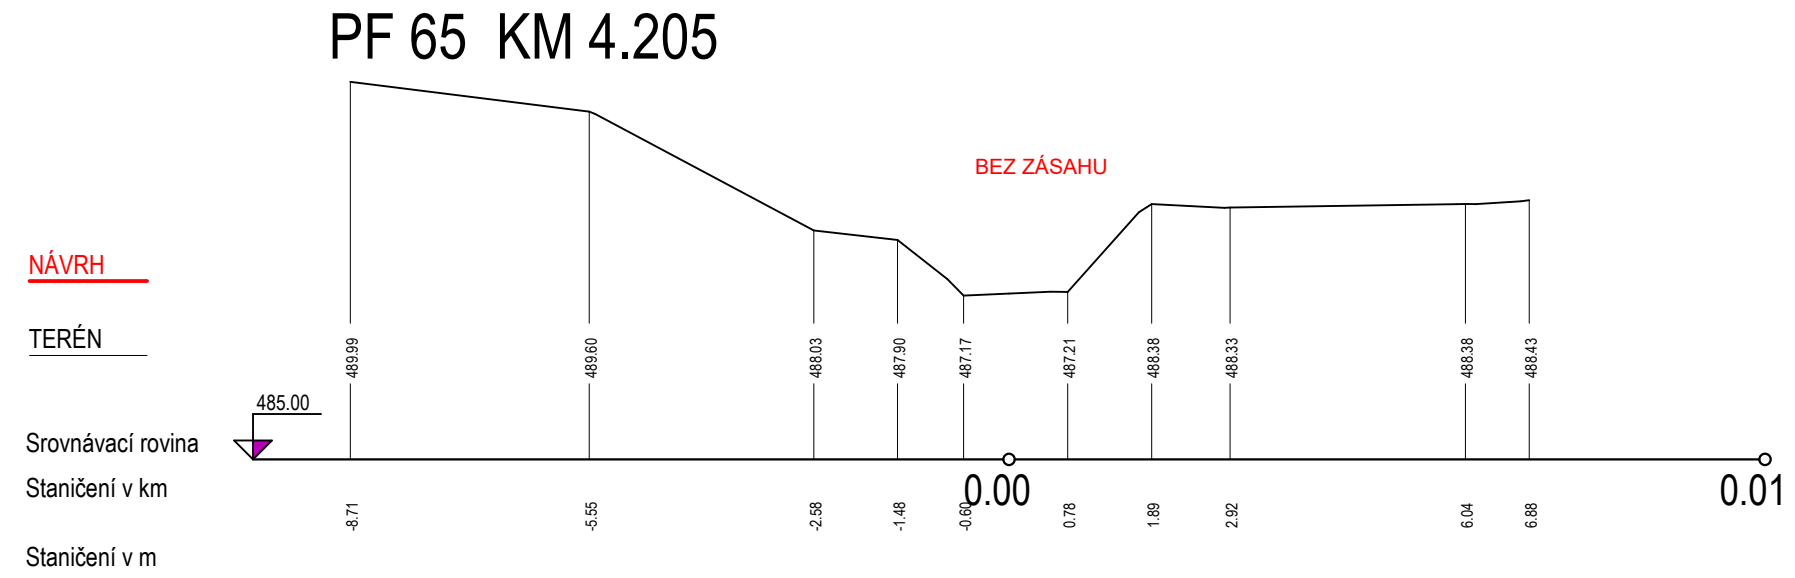 PF 65 KM 4.205
BEZ ZÁSAHU
NÁVRH
TERÉN
489.99 489.60 488.03 487.90 487.17 487.21 488.38 488.33 488.38 488.43
485.00
Srovnávací rovina
Staničení v km
0.00 0.01
-8.71 -5.55 -2.58 -1.48 -0.60 0.78 1.89 2.92 6.04 6.88
Staničení v m